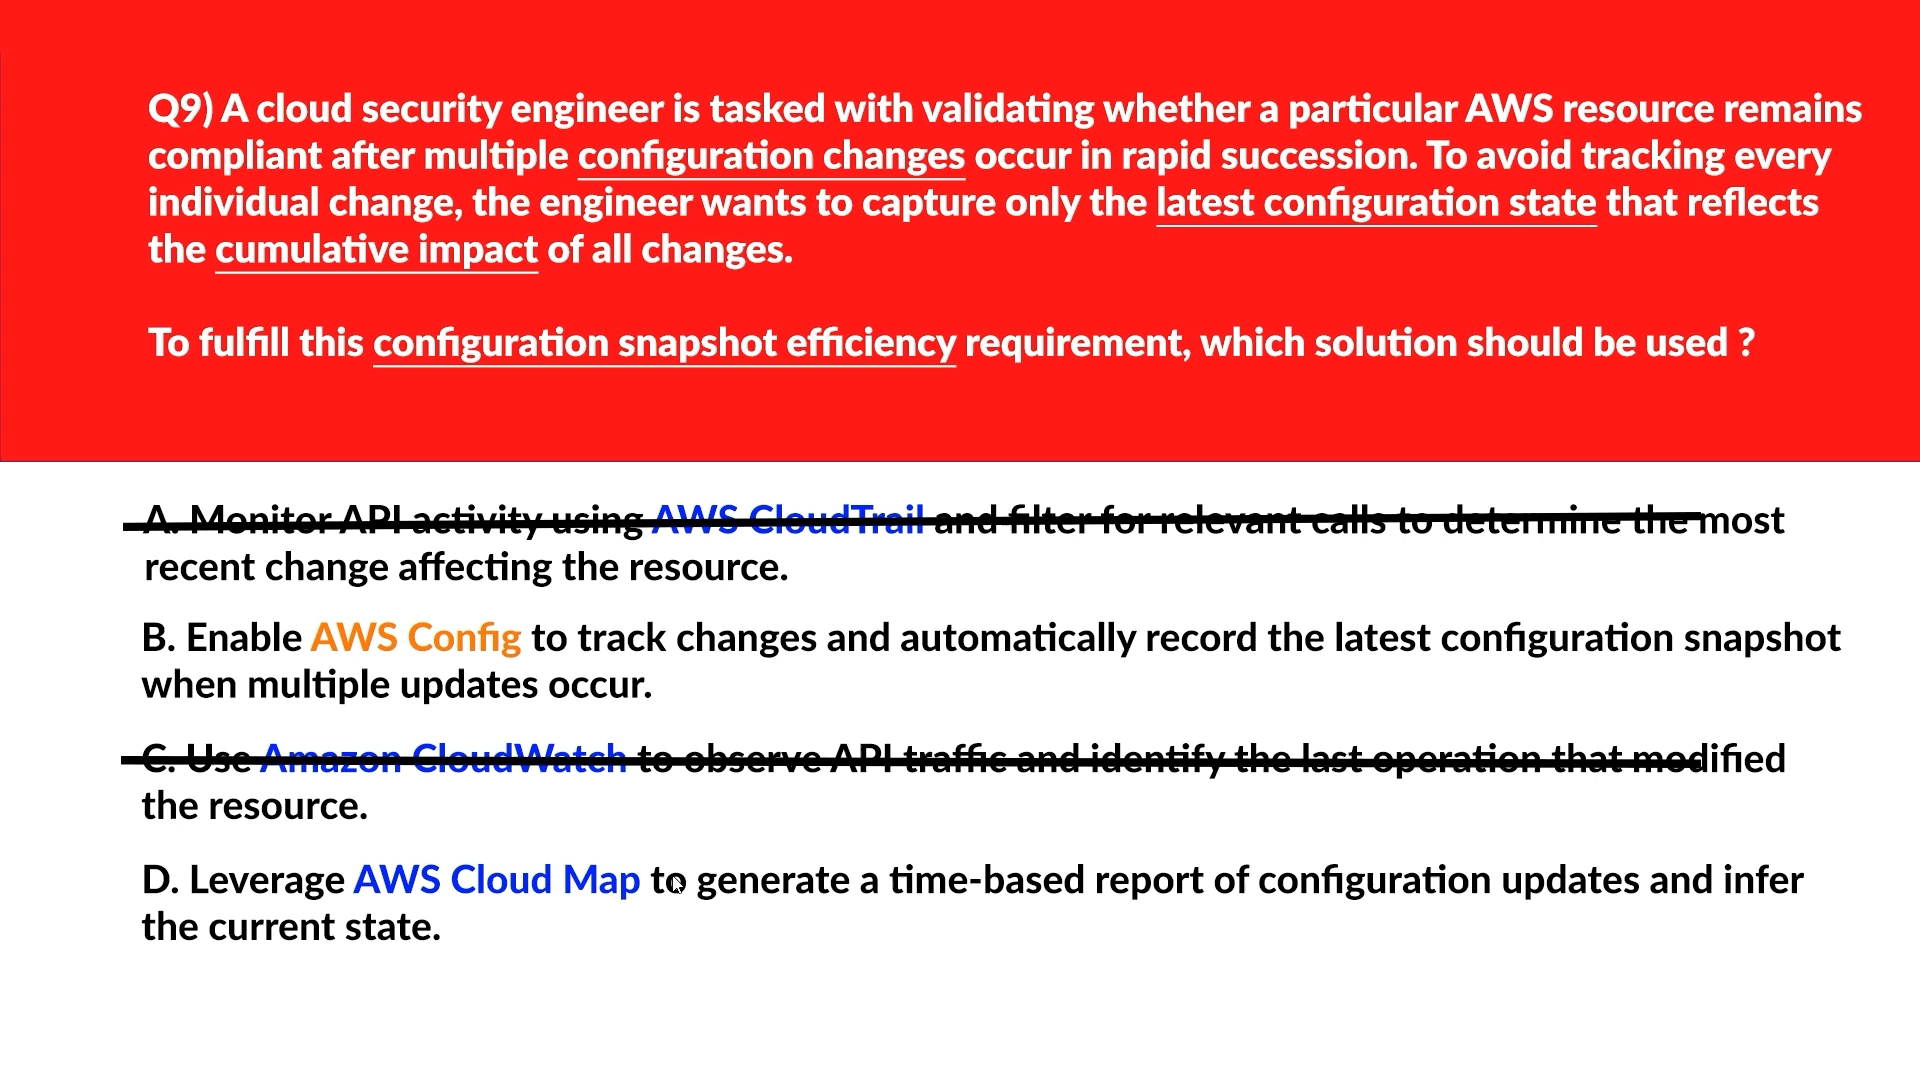 Q9) A cloud security engineer is tasked with validating whether a particular AWS resource remains
compliant after multiple configuration changes occur in rapid succession. To avoid tracking every
individual change, the engineer wants to capture only the latest configuration state that reflects
the cumulative impact of all changes.
To fulfill this configuration snapshot efficiency requirement, which solution should be used ?
A. Monitor API activity using AWS CloudTrail and filter for relevant calls to determine the most
recent change affecting the resource.
B. Enable AWS Config to track changes and automatically record the latest configuration snapshot
when multiple updates occur.
C. Use Amazon CloudWatch to observe API traffic and identify the last operation that modified
the resource.
D. Leverage AWS Cloud Map to generate a time-based report of configuration updates and infer
the current state.